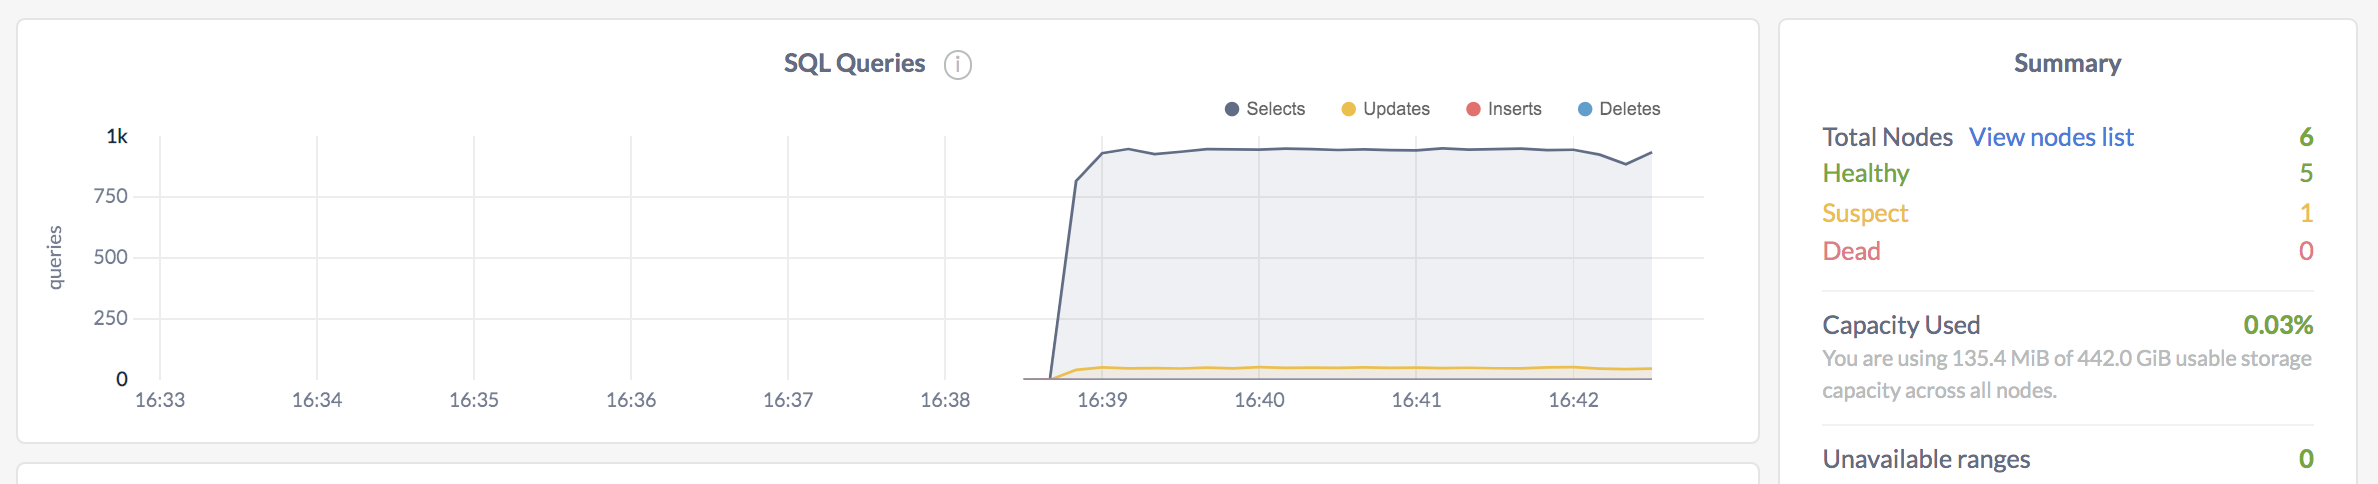 SQL Queries i
Selects Updates Inserts Deletes
1k
750
500
250
0
queries
16:33 16:34 16:35 16:36 16:37 16:38 16:39 16:40 16:41 16:42
Summary
Total Nodes View nodes list 6
Healthy 5
Suspect 1
Dead 0
Capacity Used 0.03%
You are using 135.4 MiB of 442.0 GiB usable storage
capacity across all nodes.
Unavailable ranges 0